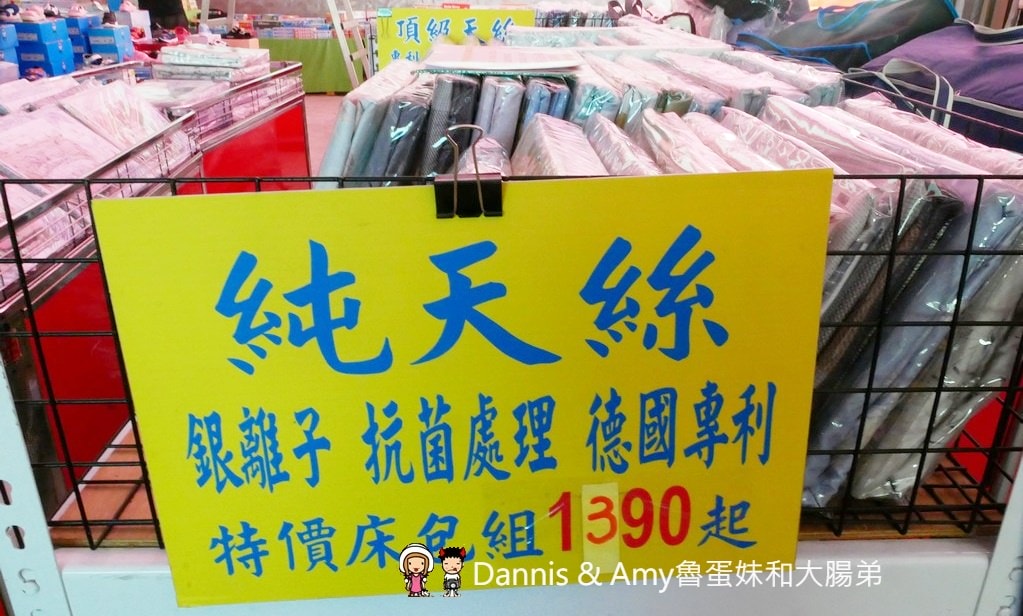 頂級天絲
專利
純天絲
銀離子 抗菌處理 德國專利
特價床包組1390起
Dannis & Amy魯蛋妹和大腸弟